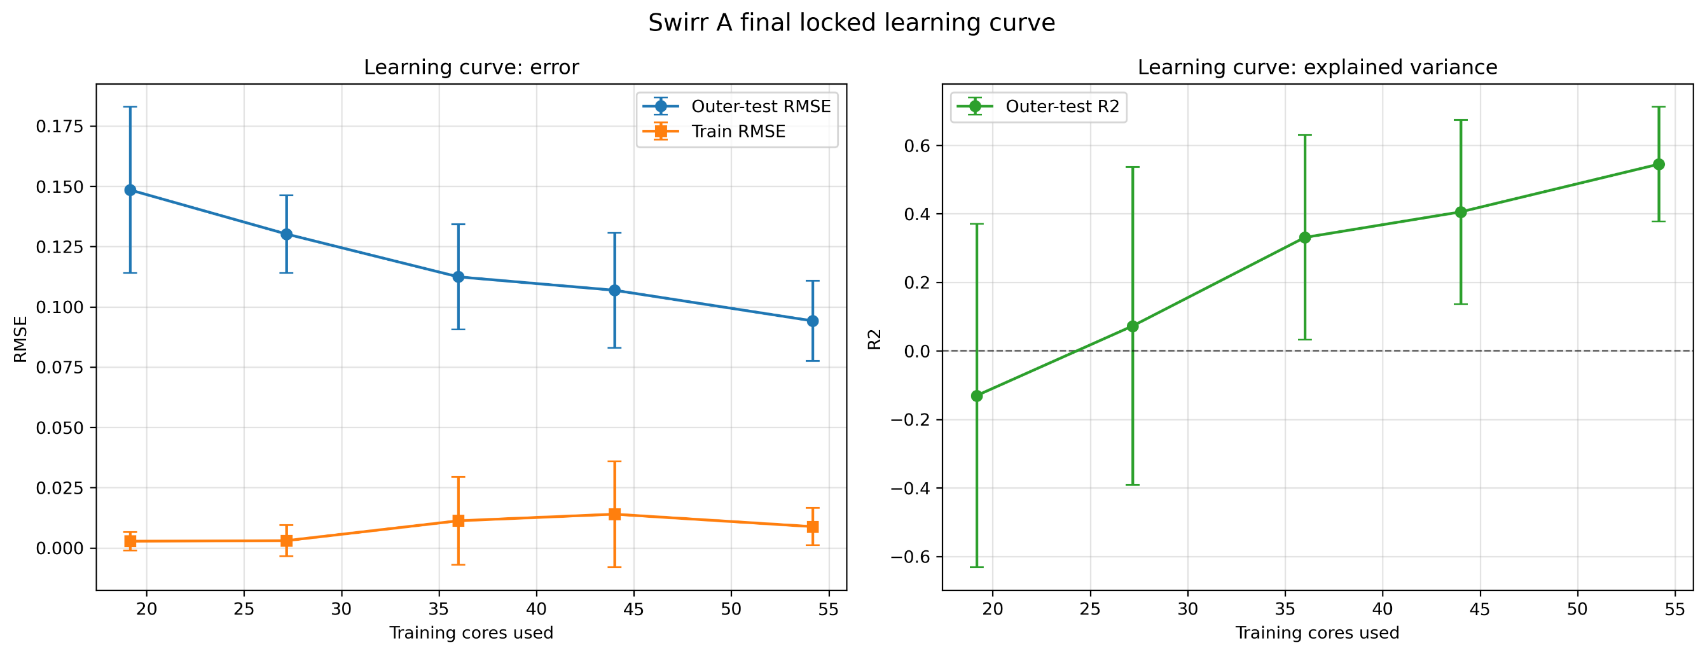 Swirr A final locked learning curve
Learning curve: error
Outer-test RMSE
Train RMSE
0.175
0.150
0.125
0.100
0.075
0.050
0.025
0.000
RMSE
20 25 30 35 40 45 50 55
Training cores used
Learning curve: explained variance
Outer-test R2
0.6
0.4
0.2
0.0
−0.2
−0.4
−0.6
R2
20 25 30 35 40 45 50 55
Training cores used